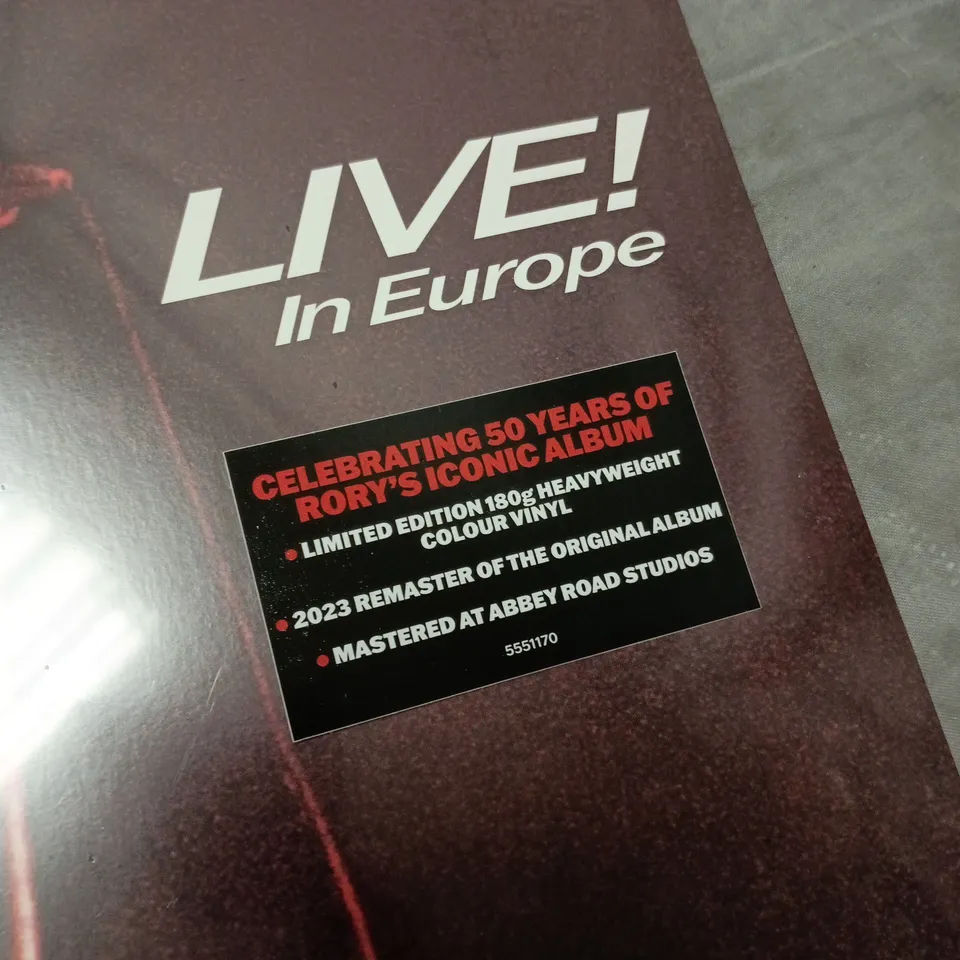 LIVE!
In Europe
CELEBRATING 50 YEARS OF
RORY'S ICONIC ALBUM
• LIMITED EDITION 180g HEAVYWEIGHT
COLOUR VINYL
• 2023 REMASTER OF THE ORIGINAL ALBUM
• MASTERED AT ABBEY ROAD STUDIOS
5551170